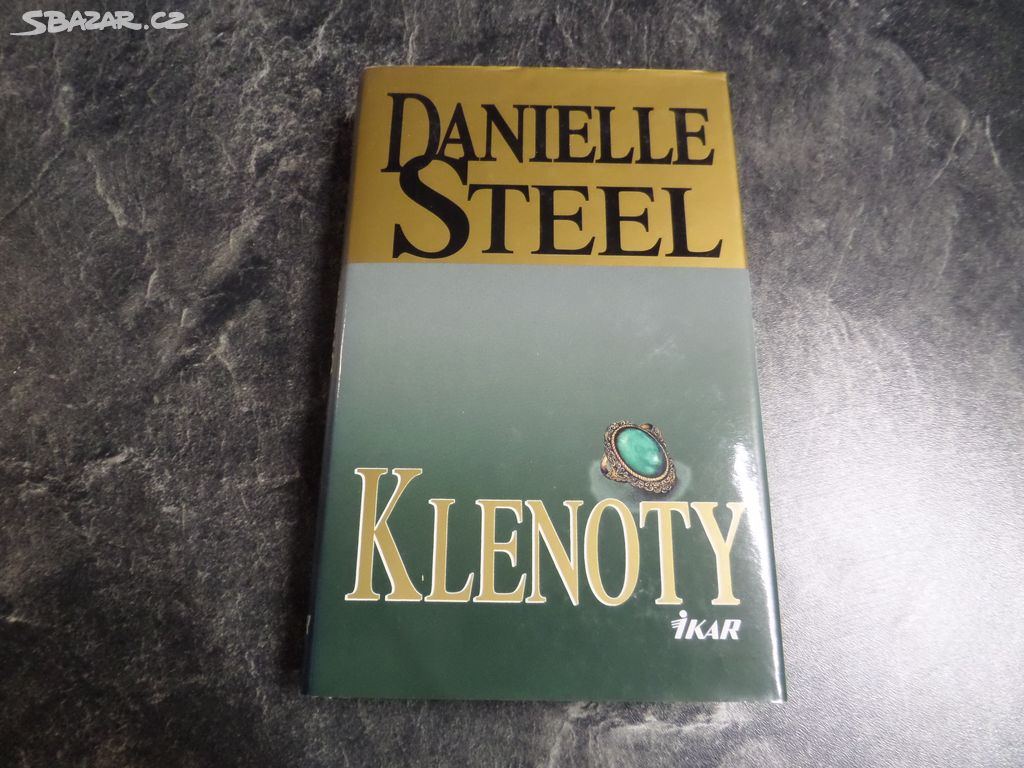 SBAZAR.CZ
DANIELLE
STEEL
KLENOTY
iKAR